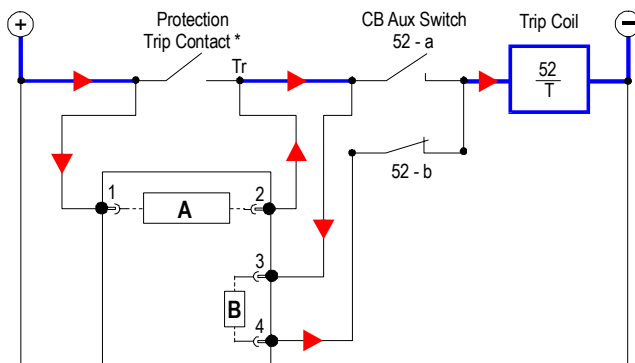 Protection
Trip Contact *
CB Aux Switch
52 - a
Trip Coil
+
−
Tr
52
T
52 - b
1
A
2
3
B
4